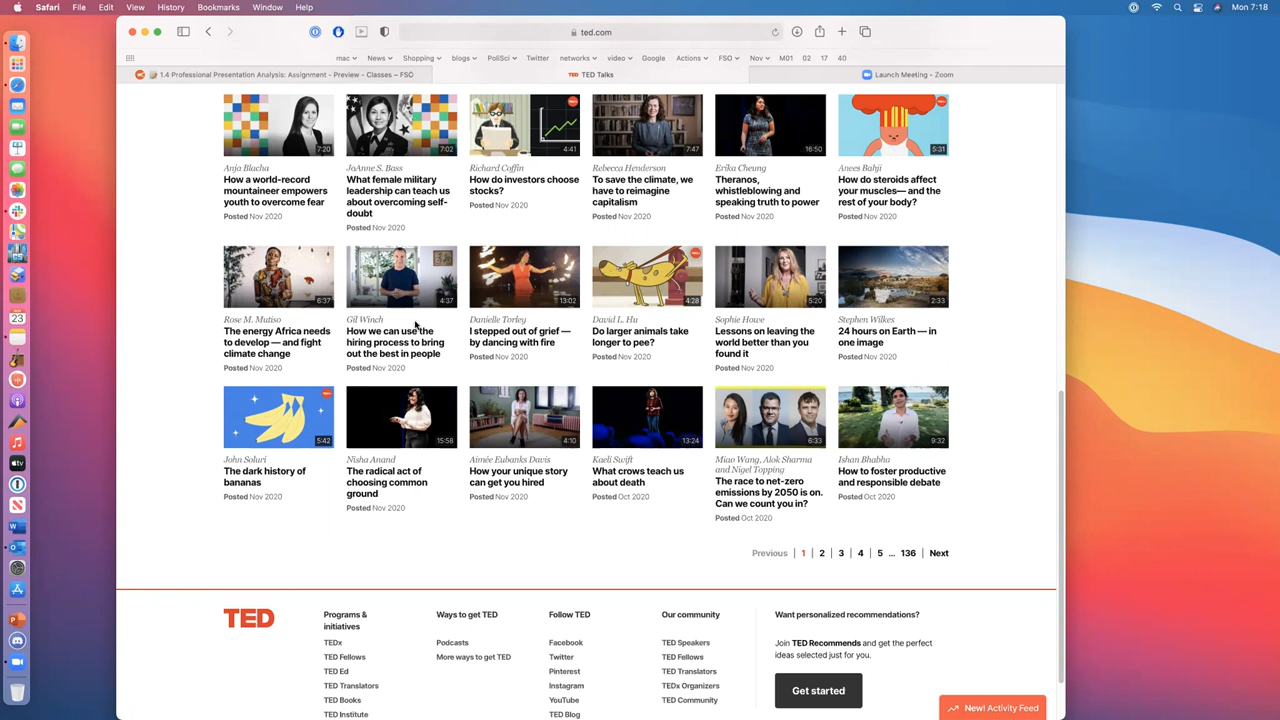 Safari File Edit View History Bookmarks Window Help
Mon 7:18
ted.com
mac News Shopping blogs PoliSci Twitter networks video Google Actions FSO Nov M01 02 17 40
1.4 Professional Presentation Analysis: Assignment - Preview - Classes – FSO
TED TED Talks
Launch Meeting - Zoom
7:20
7:02
4:41
7:47
16:50
5:31
Anja Blacha
How a world-record
mountaineer empowers
youth to overcome fear
Posted Nov 2020
JoAnne S. Bass
What female military
leadership can teach us
about overcoming self-
doubt
Posted Nov 2020
Richard Coffin
How do investors choose
stocks?
Posted Nov 2020
Rebecca Henderson
To save the climate, we
have to reimagine
capitalism
Posted Nov 2020
Erika Cheung
Theranos,
whistleblowing and
speaking truth to power
Posted Nov 2020
Anees Bahji
How do steroids affect
your muscles— and the
rest of your body?
Posted Nov 2020
6:37
4:37
13:02
4:28
5:20
2:33
Rose M. Mutiso
The energy Africa needs
to develop — and fight
climate change
Posted Nov 2020
Gil Winch
How we can use the
hiring process to bring
out the best in people
Posted Nov 2020
Danielle Torley
I stepped out of grief —
by dancing with fire
Posted Nov 2020
David L. Hu
Do larger animals take
longer to pee?
Posted Nov 2020
Sophie Howe
Lessons on leaving the
world better than you
found it
Posted Nov 2020
Stephen Wilkes
24 hours on Earth — in
one image
Posted Nov 2020
5:42
15:58
4:10
13:24
6:33
9:32
John Soluri
The dark history of
bananas
Posted Nov 2020
Nisha Anand
The radical act of
choosing common
ground
Posted Nov 2020
Aimée Eubanks Davis
How your unique story
can get you hired
Posted Nov 2020
Kaeli Swift
What crows teach us
about death
Posted Oct 2020
Miao Wang, Alok Sharma
and Nigel Topping
The race to net-zero
emissions by 2050 is on.
Can we count you in?
Posted Oct 2020
Ishan Bhabha
How to foster productive
and responsible debate
Posted Oct 2020
Previous | 1 | 2 | 3 | 4 | 5 ... 136 | Next
TED
Programs &
initiatives
TEDx
TED Fellows
TED Ed
TED Translators
TED Books
TED Institute
Ways to get TED
Podcasts
More ways to get TED
Follow TED
Facebook
Twitter
Pinterest
Instagram
YouTube
TED Blog
Our community
TED Speakers
TED Fellows
TED Translators
TEDx Organizers
TED Community
Want personalized recommendations?
Join TED Recommends and get the perfect
ideas selected just for you.
Get started
New! Activity Feed
23